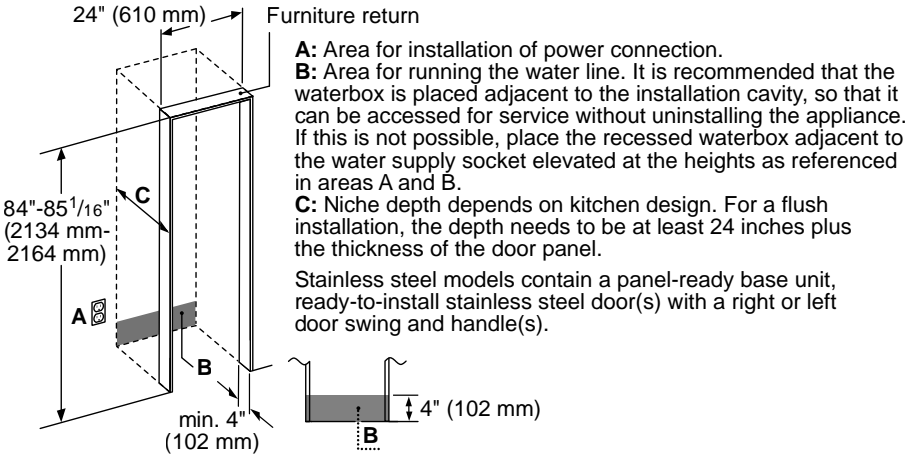 24" (610 mm)
Furniture return
A: Area for installation of power connection.
B: Area for running the water line. It is recommended that the
waterbox is placed adjacent to the installation cavity, so that it
can be accessed for service without uninstalling the appliance.
If this is not possible, place the recessed waterbox adjacent to
the water supply socket elevated at the heights as referenced
in areas A and B.
C: Niche depth depends on kitchen design. For a flush
installation, the depth needs to be at least 24 inches plus
the thickness of the door panel.
Stainless steel models contain a panel-ready base unit,
ready-to-install stainless steel door(s) with a right or left
door swing and handle(s).
C
84"-85 1/16"
(2134 mm-
2164 mm)
A
B
min. 4"
(102 mm)
4" (102 mm)
B